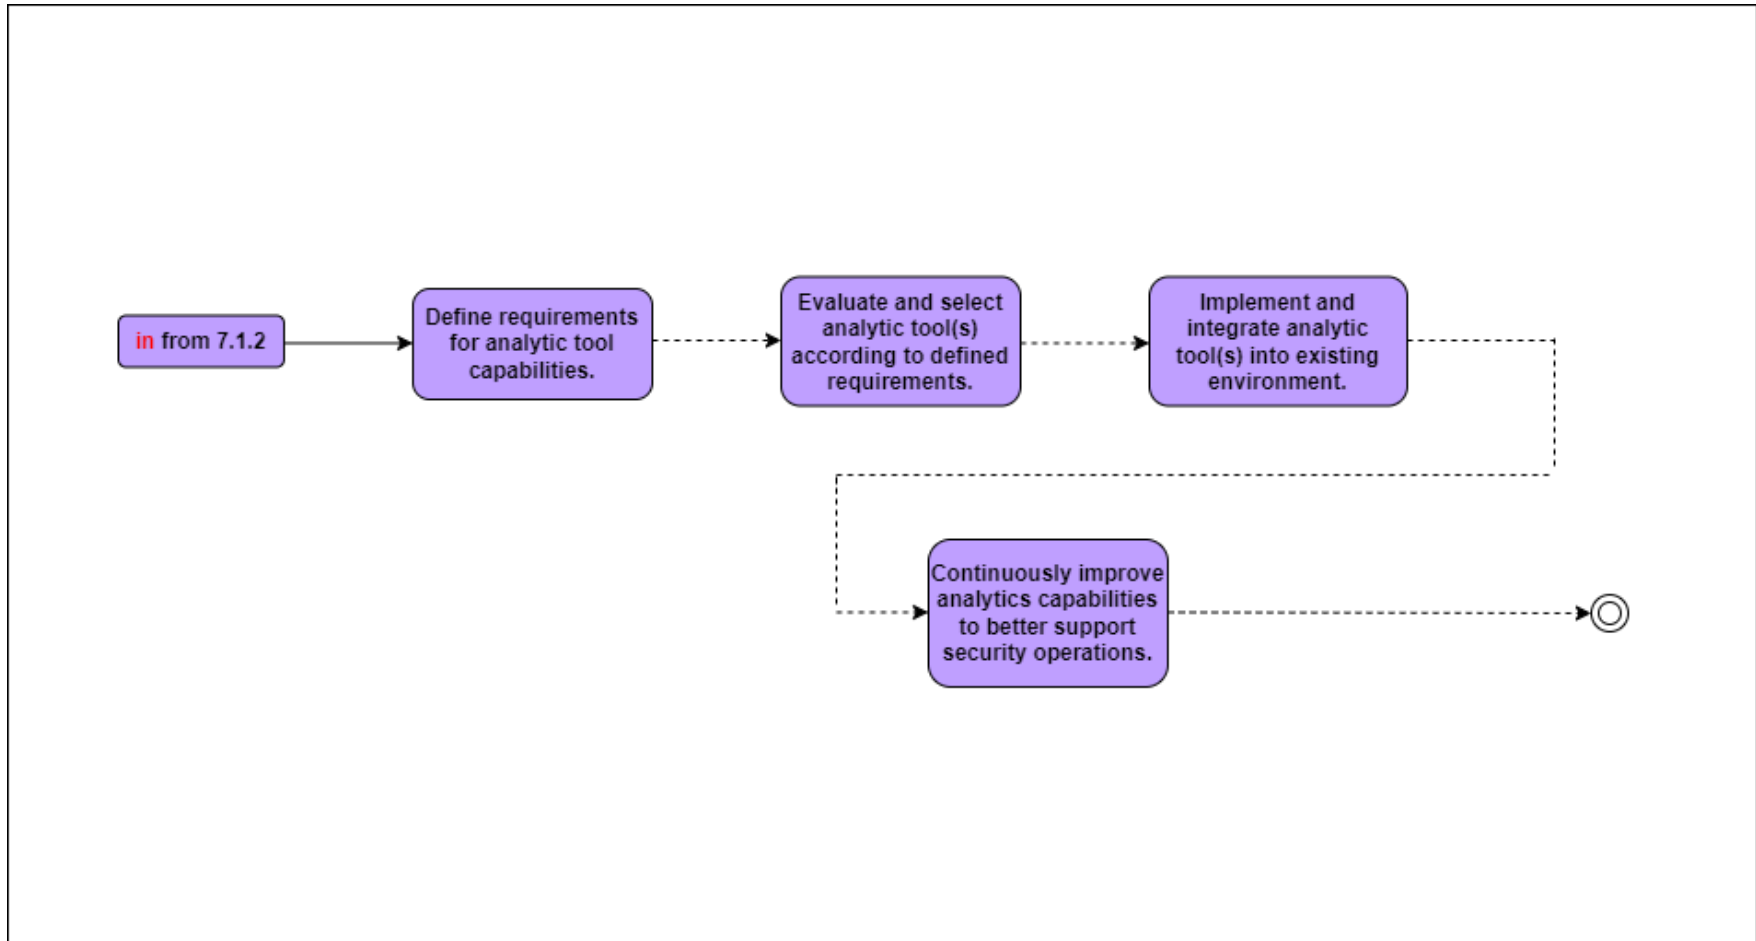 in from 7.1.2
Define requirements
for analytic tool
capabilities.
Evaluate and select
analytic tool(s)
according to defined
requirements.
Implement and
integrate analytic
tool(s) into existing
environment.
Continuously improve
analytics capabilities
to better support
security operations.